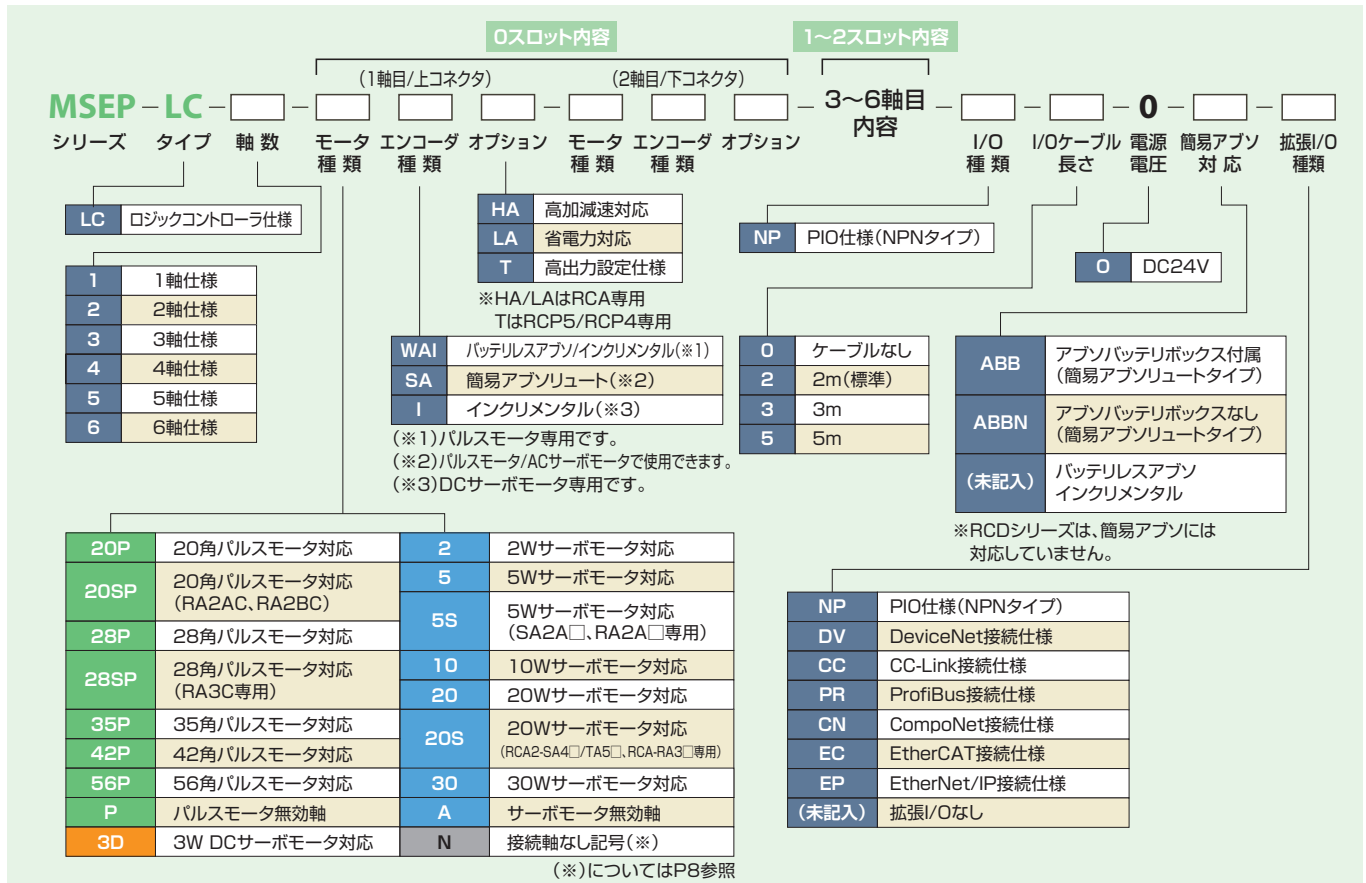 0スロット内容
1〜2スロット内容
(1軸目/上コネクタ)
(2軸目/下コネクタ)
MSEP－LC－□－□ □ □－□ □ □－3〜6軸目内容－□－□－0－□－□
シリーズ
タイプ
軸数
モータ種類
エンコーダ種類
オプション
モータ種類
エンコーダ種類
オプション
I/O種類
I/Oケーブル長さ
電源電圧
簡易アブソ対応
拡張I/O種類
LC ロジックコントローラ仕様
1 1軸仕様
2 2軸仕様
3 3軸仕様
4 4軸仕様
5 5軸仕様
6 6軸仕様
HA 高加減速対応
LA 省電力対応
T 高出力設定仕様
※HA/LAはRCA専用
TはRCP5/RCP4専用
WAI バッテリレスアブソ/インクリメンタル(※1)
SA 簡易アブソリュート(※2)
I インクリメンタル(※3)
(※1)パルスモータ専用です。
(※2)パルスモータ/ACサーボモータで使用できます。
(※3)DCサーボモータ専用です。
NP PIO仕様(NPNタイプ)
0 ケーブルなし
2 2m(標準)
3 3m
5 5m
0 DC24V
ABB アブソバッテリボックス付属
(簡易アブソリュートタイプ)
ABBN アブソバッテリボックスなし
(簡易アブソリュートタイプ)
(未記入) バッテリレスアブソ
インクリメンタル
※RCDシリーズは、簡易アブソには
対応していません。
20P 20角パルスモータ対応
20SP 20角パルスモータ対応
(RA2AC、RA2BC)
28P 28角パルスモータ対応
28SP 28角パルスモータ対応
(RA3C専用)
35P 35角パルスモータ対応
42P 42角パルスモータ対応
56P 56角パルスモータ対応
P パルスモータ無効軸
3D 3W DCサーボモータ対応
2 2Wサーボモータ対応
5 5Wサーボモータ対応
5S 5Wサーボモータ対応
(SA2A□、RA2A□専用)
10 10Wサーボモータ対応
20 20Wサーボモータ対応
20S 20Wサーボモータ対応
(RCA2-SA4□/TA5□、RCA-RA3□専用)
30 30Wサーボモータ対応
A サーボモータ無効軸
N 接続軸なし記号(※)
(※)についてはP8参照
NP PIO仕様(NPNタイプ)
DV DeviceNet接続仕様
CC CC-Link接続仕様
PR ProfiBus接続仕様
CN CompoNet接続仕様
EC EtherCAT接続仕様
EP EtherNet/IP接続仕様
(未記入) 拡張I/Oなし